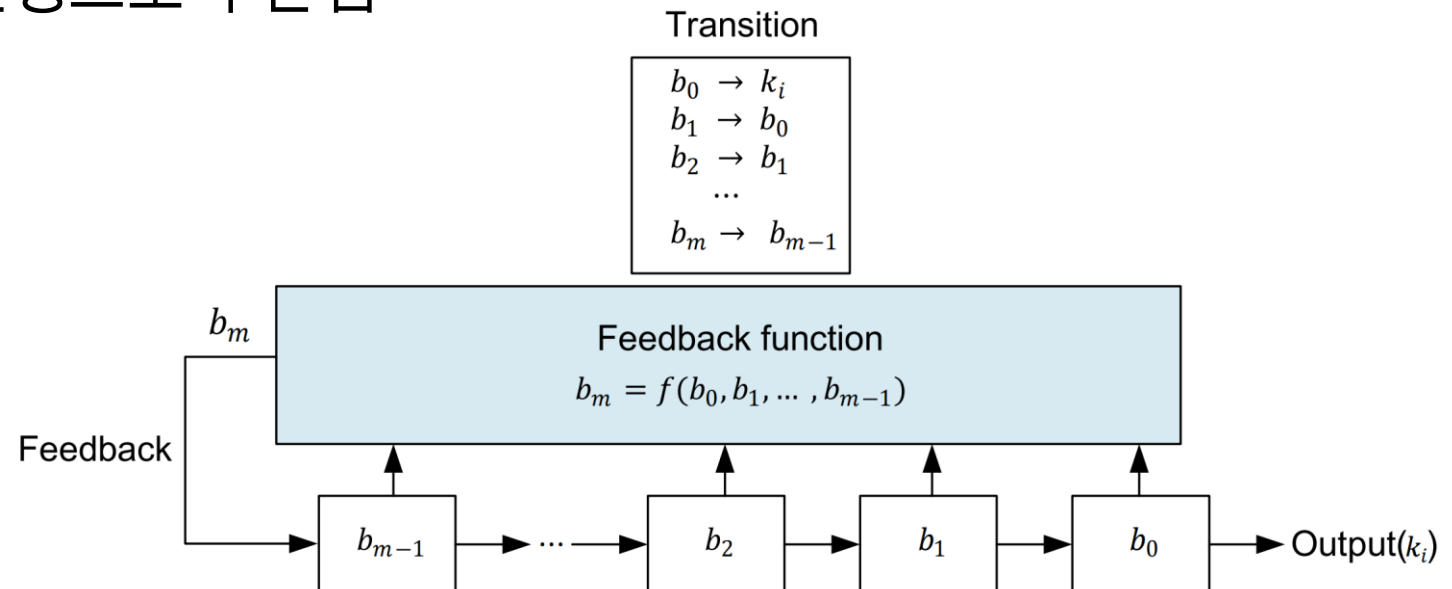 Transition
b₀ → kᵢ
b₁ → b₀
b₂ → b₁
...
bₘ → bₘ₋₁
bₘ
Feedback function
bₘ = f(b₀, b₁, ... , bₘ₋₁)
Feedback
bₘ₋₁ ... b₂ b₁ b₀ Output(kᵢ)